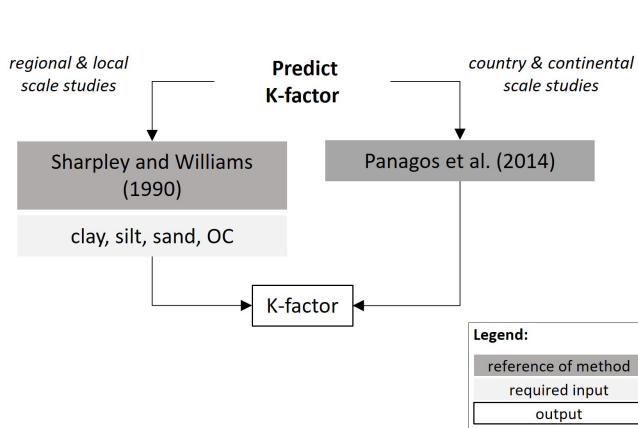 regional & local
scale studies
Predict
K-factor
country & continental
scale studies
Sharpley and Williams
(1990)
clay, silt, sand, OC
Panagos et al. (2014)
K-factor
Legend:
reference of method
required input
output